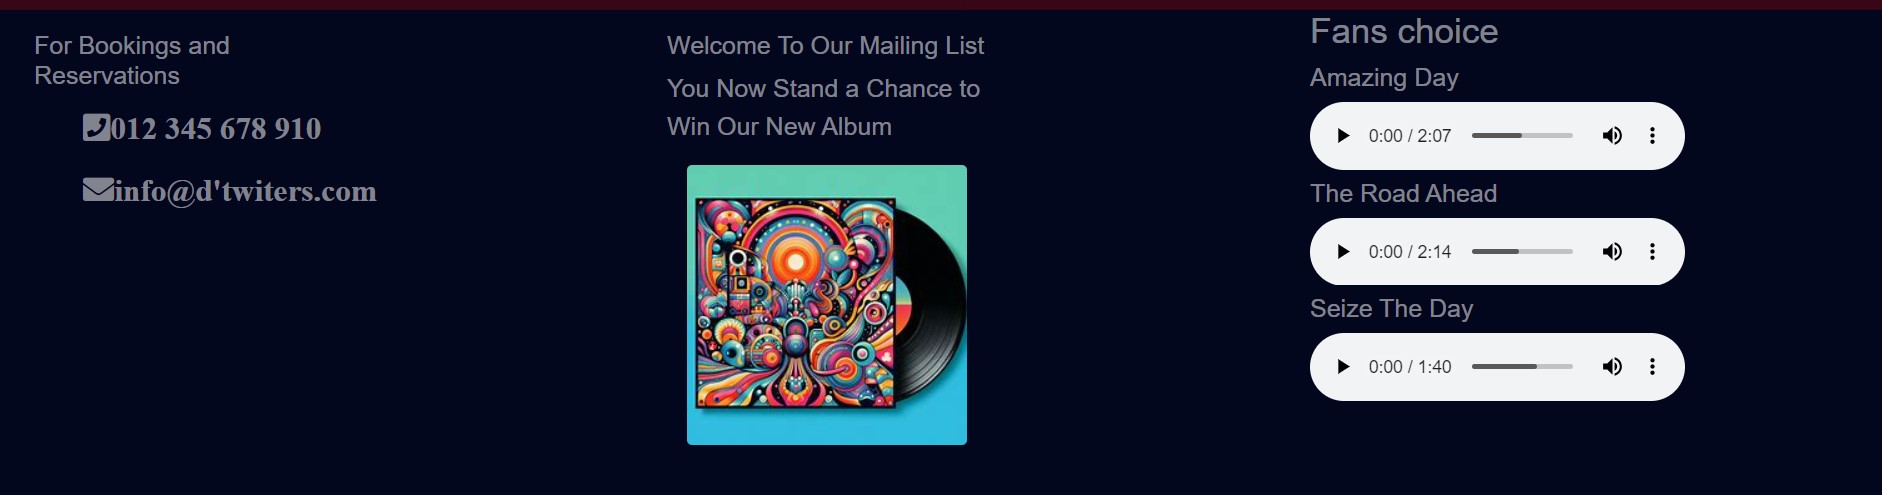 For Bookings and
Reservations
012 345 678 910
info@d'twiters.com
Welcome To Our Mailing List
You Now Stand a Chance to
Win Our New Album
Fans choice
Amazing Day
0:00 / 2:07
The Road Ahead
0:00 / 2:14
Seize The Day
0:00 / 1:40